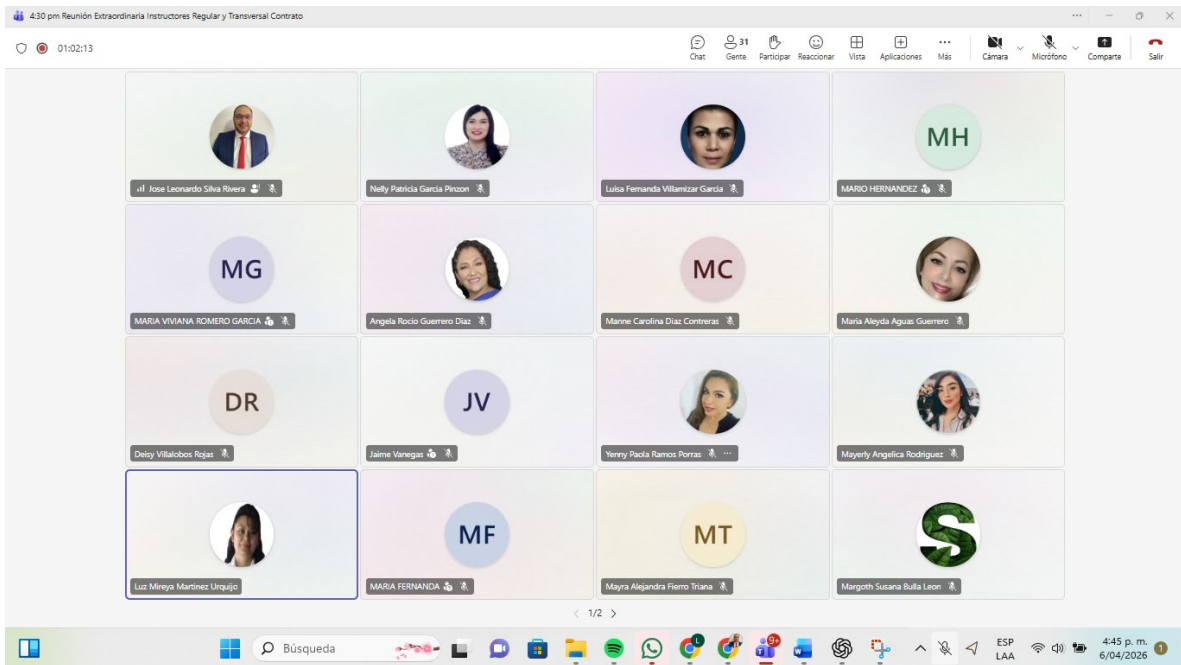 4:30 pm Reunión Extraordinaria Instructores Regular y Transversal Contrato
01:02:13
Chat
31
Gente
Participar
Reaccionar
Vista
Aplicaciones
Más
Cámara
Micrófono
Comparte
Salir
Jose Leonardo Silva Rivera
Nelly Patricia Garcia Pinzon
Luisa Fernanda Villamizar Garcia
MH
MARIO HERNANDEZ
MG
MARIA VIVIANA ROMERO GARCIA
Angela Rocio Guerrero Diaz
MC
Manne Carolina Diaz Contreras
Maria Aleyda Aguas Guerrero
DR
Deisy Villalobos Rojas
JV
Jaime Vanegas
Yenny Paola Ramos Porras
Mayerly Angelica Rodriguez
Luz Mireya Martinez Urquijo
MF
MARIA FERNANDA
MT
Mayra Alejandra Fierro Triana
S
Margoth Susana Bulla Leon
1/2
Búsqueda
L
9+
ESP
LAA
4:45 p. m.
6/04/2026
1